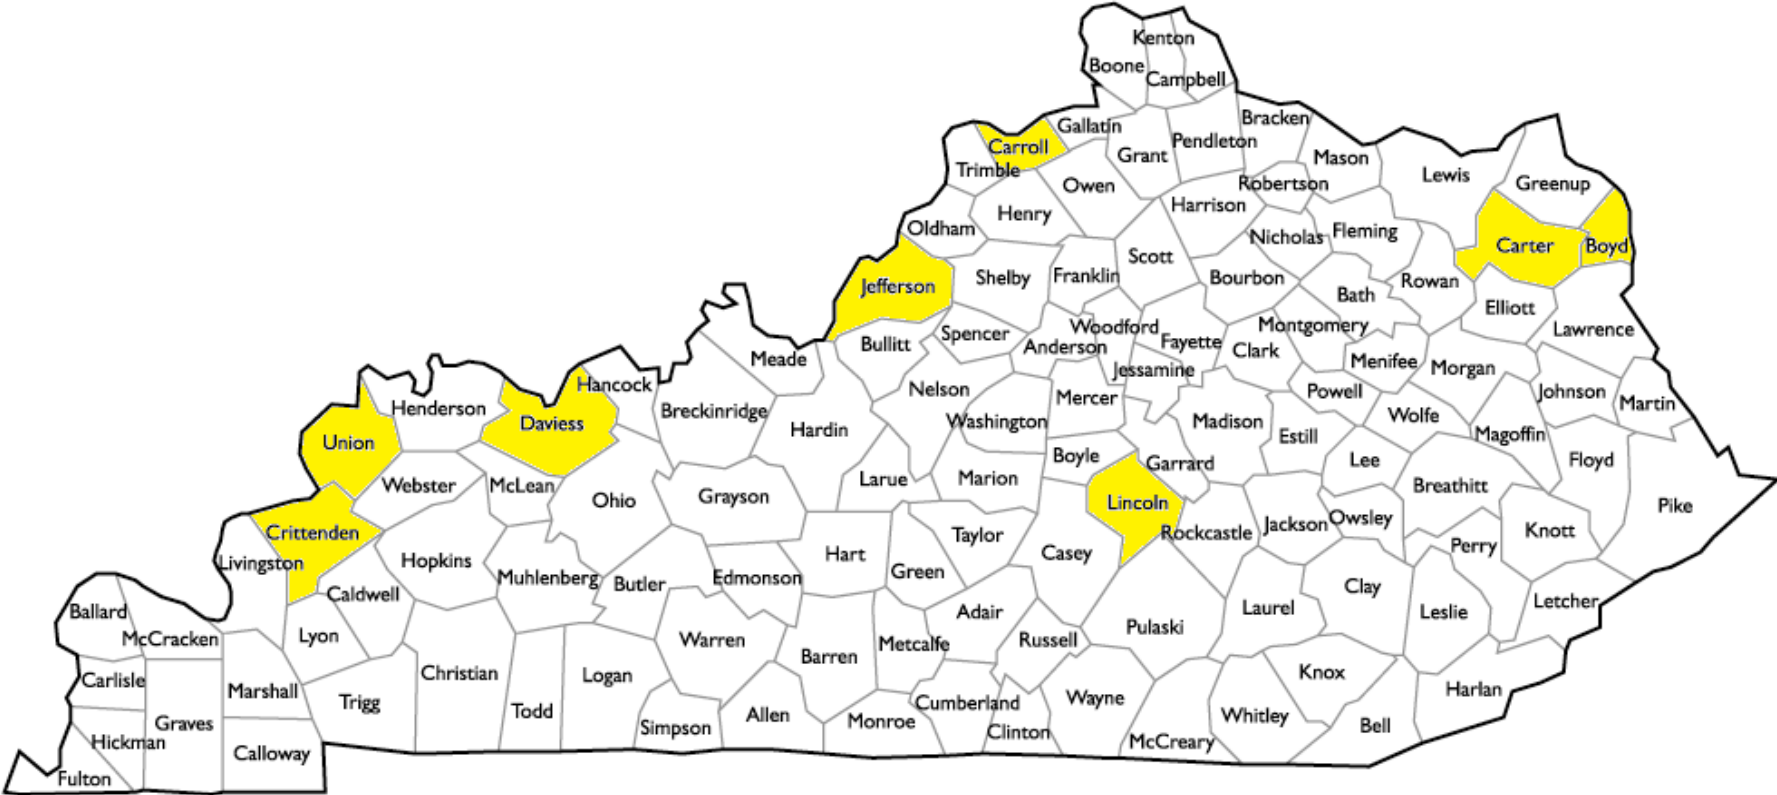 Kenton
Boone
Campbell
Gallatin
Bracken
Carroll
Grant
Pendleton
Mason
Trimble
Owen
Robertson
Lewis
Greenup
Henry
Harrison
Oldham
Nicholas
Fleming
Carter
Boyd
Jefferson
Shelby
Franklin
Scott
Bourbon
Bath
Rowan
Elliott
Lawrence
Bullitt
Spencer
Anderson
Woodford
Fayette
Montgomery
Clark
Menifee
Morgan
Meade
Hancock
Jessamine
Henderson
Breckinridge
Nelson
Mercer
Powell
Johnson
Martin
Daviess
Hardin
Washington
Madison
Estill
Wolfe
Magoffin
Union
Boyle
Garrard
Lee
Floyd
Webster
McLean
Ohio
Grayson
Larue
Marion
Lincoln
Breathitt
Pike
Crittenden
Taylor
Rockcastle
Jackson
Owsley
Knott
Livingston
Hopkins
Hart
Casey
Perry
Green
Muhlenberg
Butler
Edmonson
Caldwell
Clay
Ballard
Adair
Laurel
Leslie
Letcher
McCracken
Lyon
Warren
Metcalfe
Russell
Pulaski
Carlisle
Marshall
Christian
Logan
Barren
Knox
Harlan
Trigg
Cumberland
Wayne
Graves
Todd
Simpson
Allen
Monroe
Clinton
Whitley
Bell
Hickman
Calloway
McCreary
Fulton